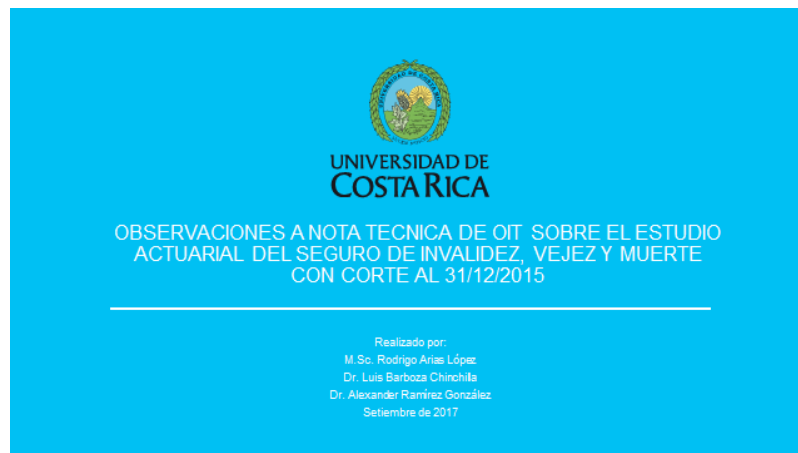 UNIVERSIDAD DE
COSTA RICA
OBSERVACIONES A NOTA TECNICA DE OIT SOBRE EL ESTUDIO
ACTUARIAL DEL SEGURO DE INVALIDEZ, VEJEZ Y MUERTE
CON CORTE AL 31/12/2015
Realizado por:
M.Sc. Rodrigo Arias López
Dr. Luis Barboza Chinchilla
Dr. Alexander Ramírez González
Setiembre de 2017